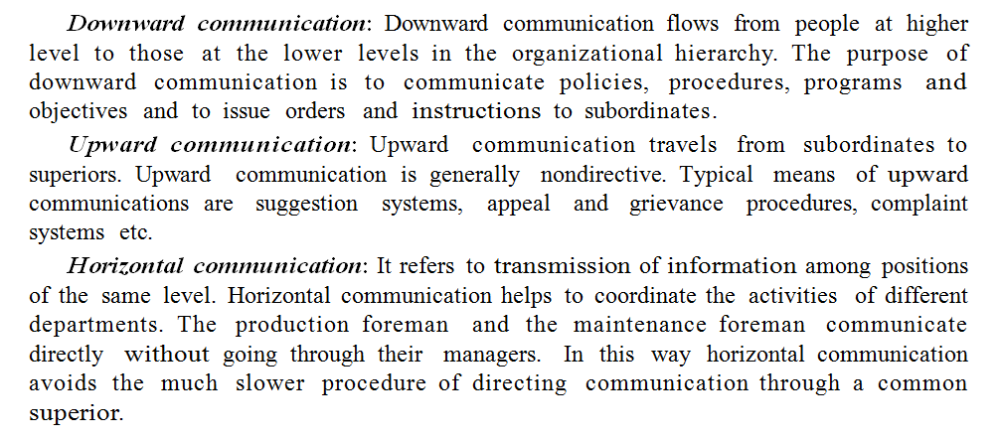 Downward communication: Downward communication flows from people at higher
level to those at the lower levels in the organizational hierarchy. The purpose of
downward communication is to communicate policies, procedures, programs and
objectives and to issue orders and instructions to subordinates.
Upward communication: Upward communication travels from subordinates to
superiors. Upward communication is generally nondirective. Typical means of upward
communications are suggestion systems, appeal and grievance procedures, complaint
systems etc.
Horizontal communication: It refers to transmission of information among positions
of the same level. Horizontal communication helps to coordinate the activities of different
departments. The production foreman and the maintenance foreman communicate
directly without going through their managers. In this way horizontal communication
avoids the much slower procedure of directing communication through a common
superior.